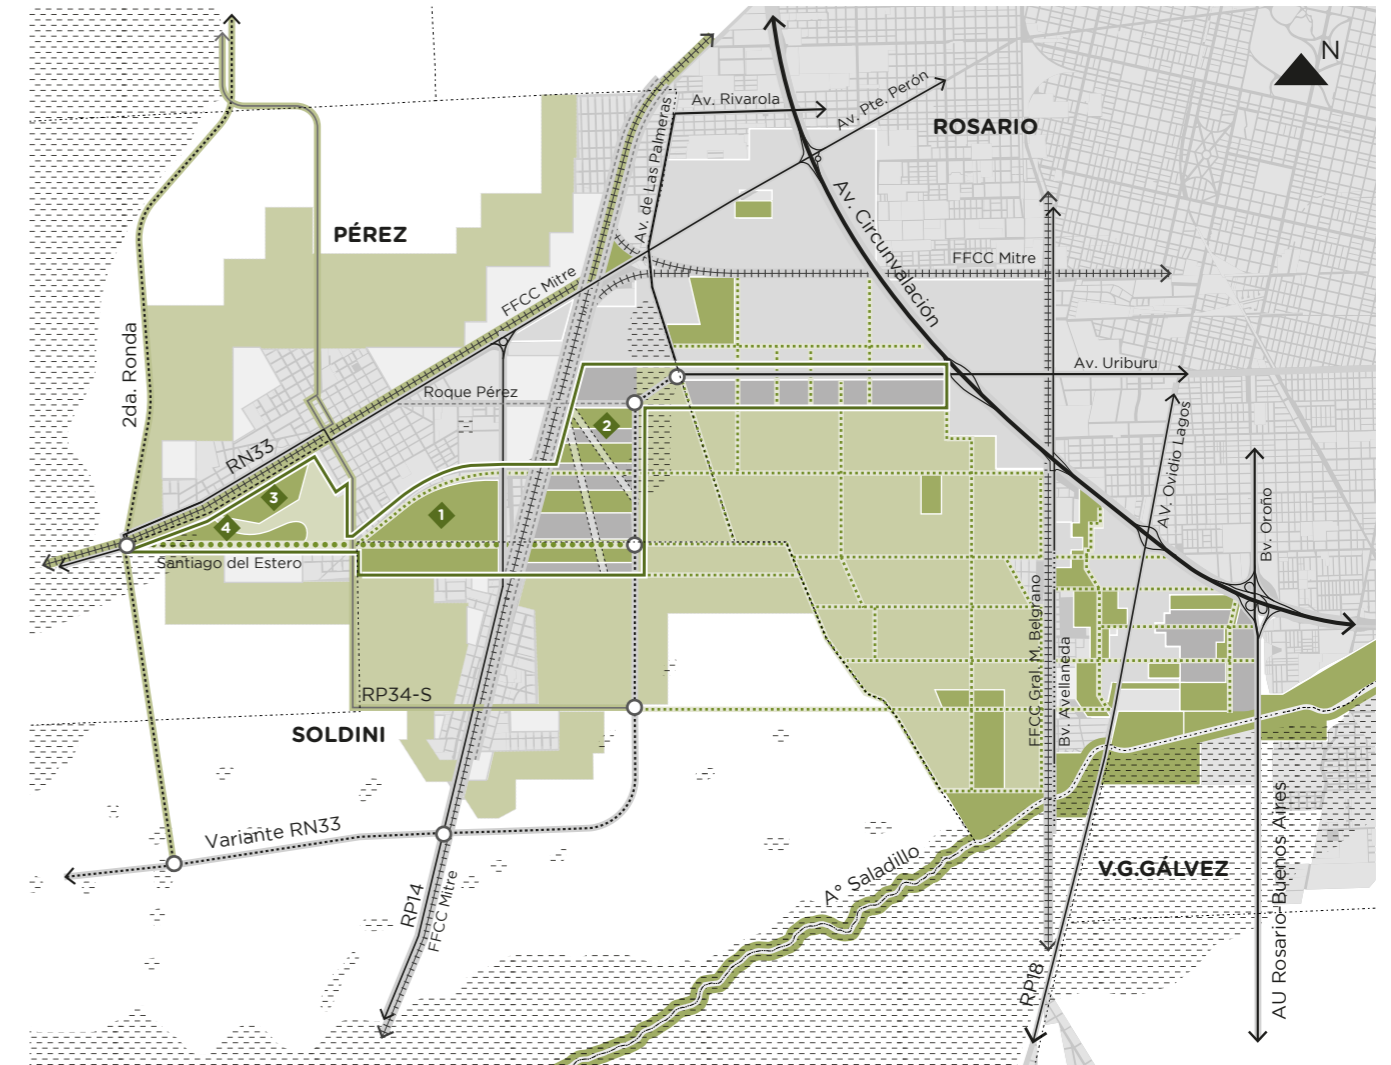 N
Av. Rivarola
Av. Pte. Perón
ROSARIO
Av. de Las Palmeras
Av. Circunvalación
PÉREZ
FFCC Mitre
FFCC Mitre
2da. Ronda
Av. Uriburu
Roque Pérez
AV. Ovidio Lagos
RN33
2
3
1
4
Bv. Oroño
Santiago del Estero
FFCC Gral. M. Belgrano
Bv. Avellaneda
RP34-S
SOLDINI
Variante RN33
A° Saladillo
V.G.GÁLVEZ
RP14
FFCC Mitre
AU Rosario-Buenos Aires
RP18